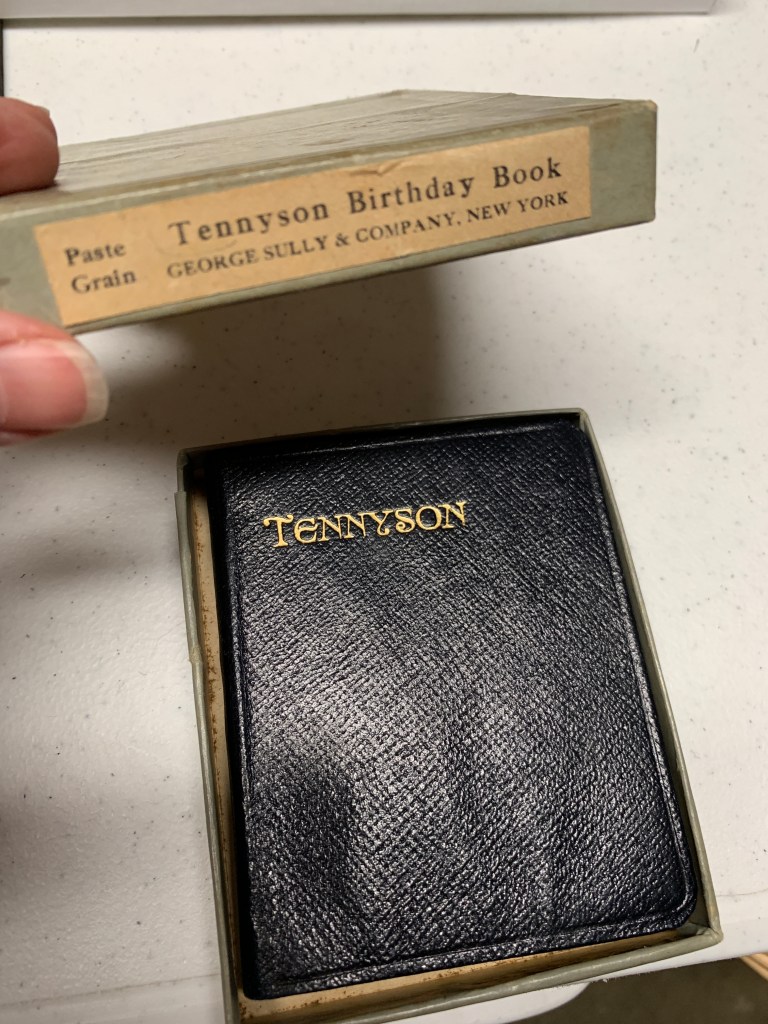 Paste
Grain
Tennyson Birthday Book
GEORGE SULLY & COMPANY, NEW YORK
TENNYSON